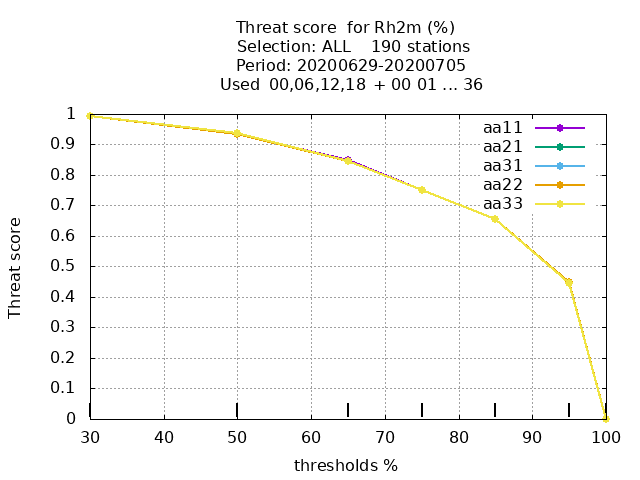 Threat score  for Rh2m (%)
Selection: ALL    190 stations
Period: 20200629-20200705
Used  00,06,12,18  + 00 01 ... 36
1
0.9
0.8
0.7
0.6
0.5
0.4
0.3
0.2
0.1
0
Threat score
aa11
aa21
aa31
aa22
aa33
30 40 50 60 70 80 90 100
thresholds %